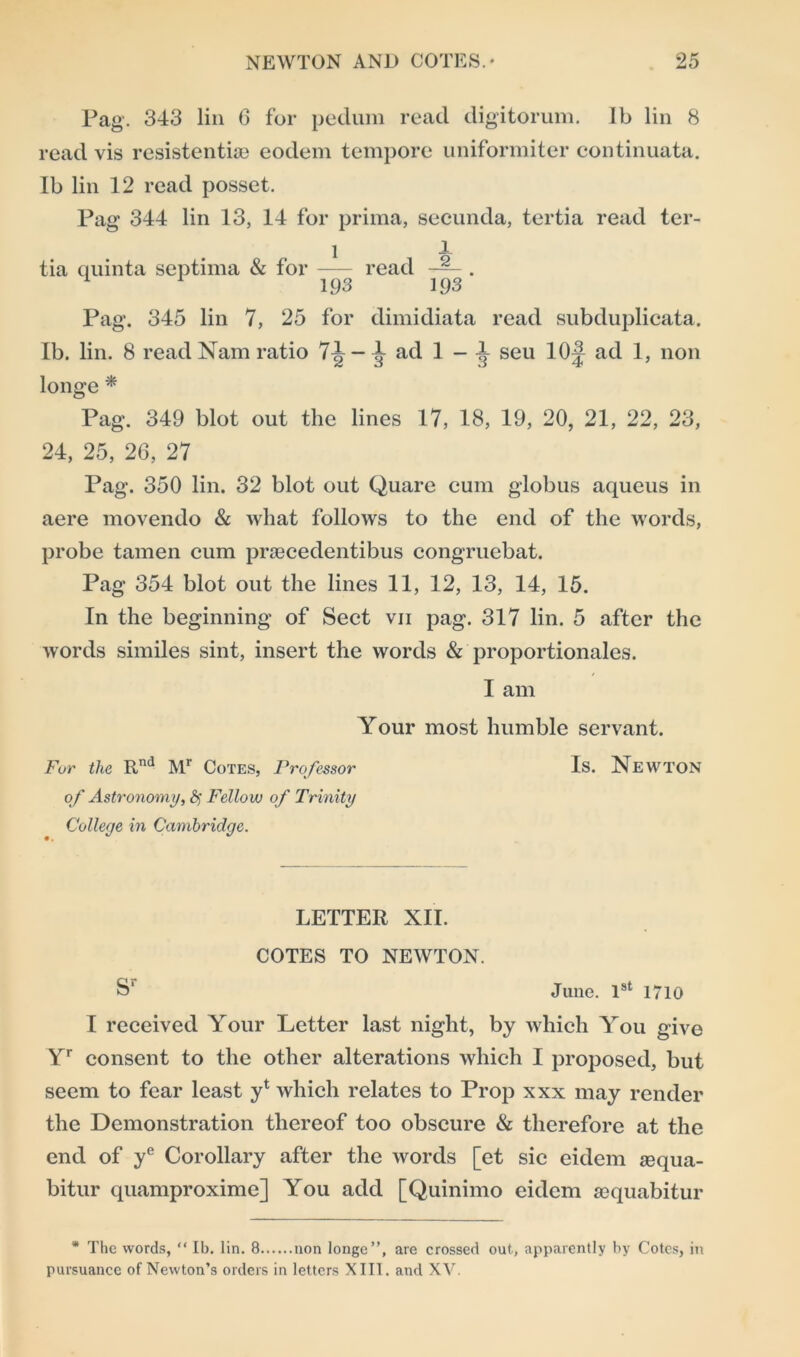 NEWTON AND COTES. 25
Pag. 343 lin 6 for pedum read digitorum. Ib lin 8
read vis resistentiæ eodem tempore uniformiter continuata.
Ib lin 12 read posset.
Pag 344 lin 13, 14 for prima, secunda, tertia read ter-
tia quinta septima & for 1/193 read ½/193.
Pag. 345 lin 7, 25 for dimidiata read subduplicata.
Ib. lin. 8 read Nam ratio 7½ – ⅓ ad 1 – ⅓ seu 10¾ ad 1, non
longe *
Pag. 349 blot out the lines 17, 18, 19, 20, 21, 22, 23,
24, 25, 26, 27
Pag. 350 lin. 32 blot out Quare cum globus aqueus in
aere movendo & what follows to the end of the words,
probe tamen cum præcedentibus congruebat.
Pag 354 blot out the lines 11, 12, 13, 14, 15.
In the beginning of Sect VII pag. 317 lin. 5 after the
words similes sint, insert the words & proportionales.
I am
Your most humble servant.
For the Rnd Mr COTES, Professor Is. NEWTON
of Astronomy, & Fellow of Trinity
College in Cambridge.
LETTER XII.
COTES TO NEWTON.
Sr June. 1st 1710
I received Your Letter last night, by which You give
Yr consent to the other alterations which I proposed, but
seem to fear least yt which relates to Prop XXX may render
the Demonstration thereof too obscure & therefore at the
end of ye Corollary after the words [et sic eidem æqua-
bitur quamproxime] You add [Quinimo eidem æquabitur
* The words, “ Ib. lin. 8......non longe”, are crossed out, apparently by Cotes, in
pursuance of Newton’s orders in letters XIII. and XV.